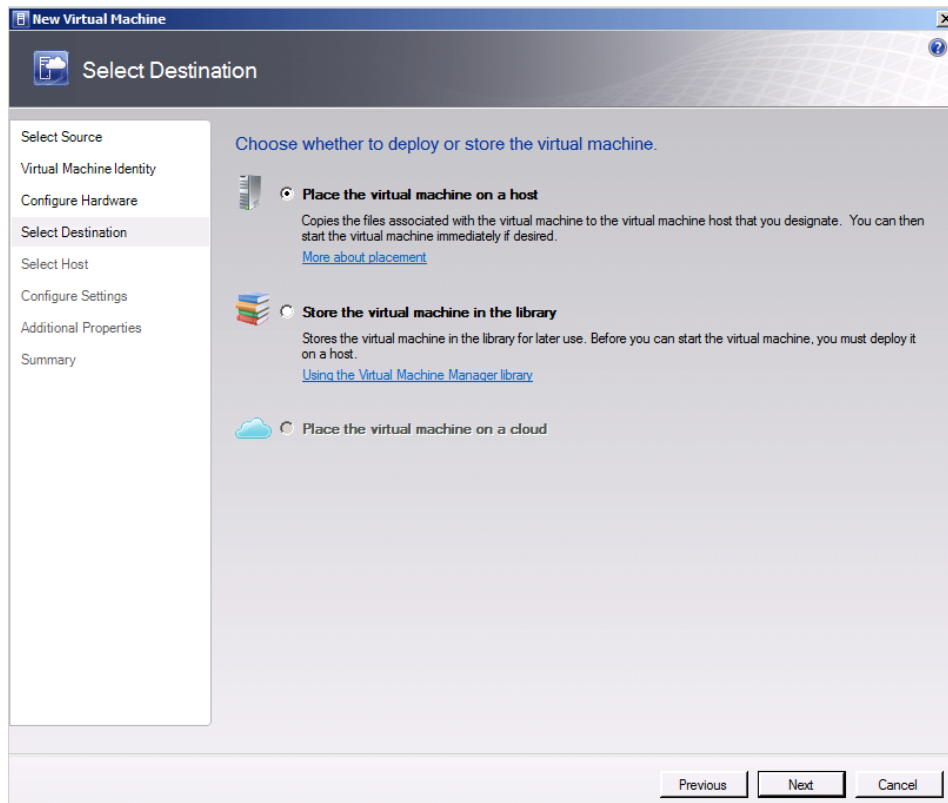 New Virtual Machine
Select Destination
Select Source
Virtual Machine Identity
Configure Hardware
Select Destination
Select Host
Configure Settings
Additional Properties
Summary
Choose whether to deploy or store the virtual machine.
Place the virtual machine on a host
Copies the files associated with the virtual machine to the virtual machine host that you designate. You can then
start the virtual machine immediately if desired.
More about placement
Store the virtual machine in the library
Stores the virtual machine in the library for later use. Before you can start the virtual machine, you must deploy it
on a host.
Using the Virtual Machine Manager library
Place the virtual machine on a cloud
Previous
Next
Cancel